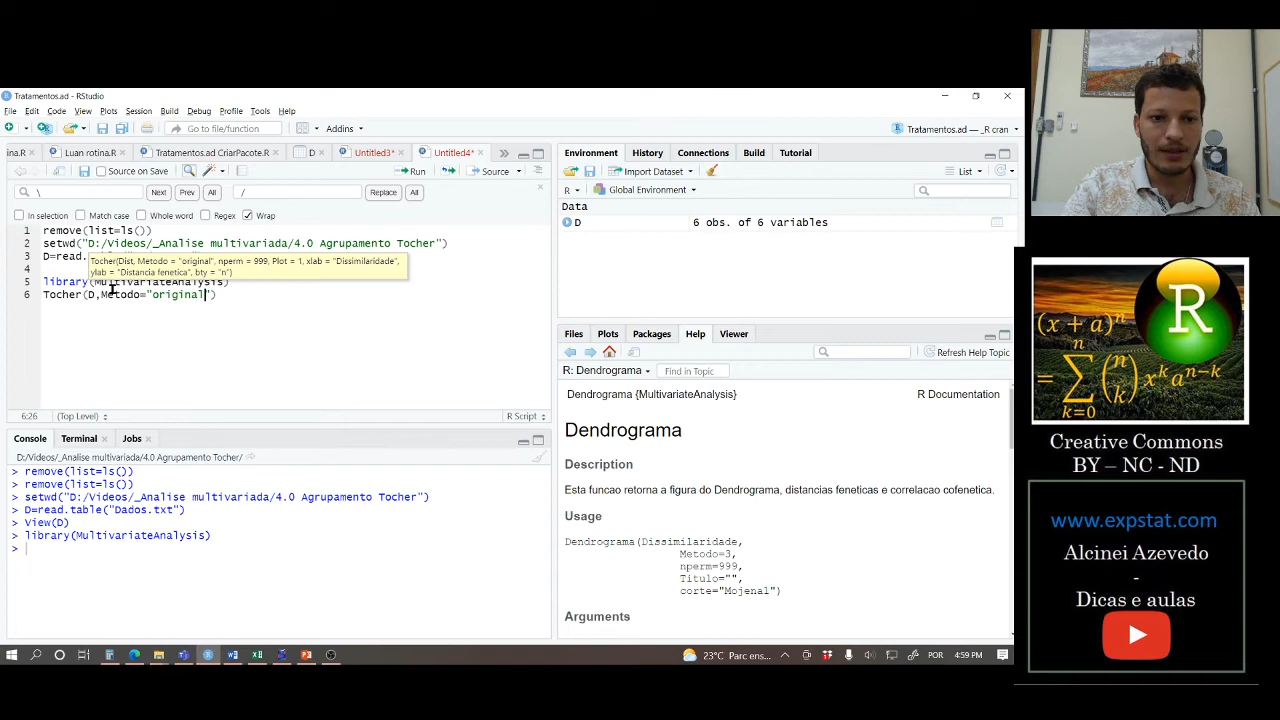 Tratamentos.ad - RStudio
File Edit Code View Plots Session Build Debug Profile Tools Help
Go to file/function Addins Tratamentos.ad — _R cran
ina.R Luan rotina.R Tratamentos.ad CriarPacote.R D Untitled3* Untitled4*
Source on Save Run Source
\ Next Prev All / Replace All
In selection Match case Whole word Regex Wrap
1 remove(list=ls())
2 setwd("D:/Videos/_Analise multivariada/4.0 Agrupamento Tocher")
3 D=read.
Tocher(Dist, Metodo = "original", nperm = 999, Plot = 1, xlab = "Dissimilaridade",
ylab = "Distancia fenetica", bty = "n")
4
5 library(MultivariateAnalysis)
6 Tocher(D,Metodo="original")
6:26 (Top Level) R Script
Console Terminal Jobs
D:/Videos/_Analise multivariada/4.0 Agrupamento Tocher/
> remove(list=ls())
> remove(list=ls())
> setwd("D:/Videos/_Analise multivariada/4.0 Agrupamento Tocher")
> D=read.table("Dados.txt")
> View(D)
> library(MultivariateAnalysis)
>
Environment History Connections Build Tutorial
Import Dataset List
R Global Environment
Data
D 6 obs. of 6 variables
Files Plots Packages Help Viewer
Refresh Help Topic
R: Dendrograma Find in Topic
Dendrograma {MultivariateAnalysis} R Documentation
Dendrograma
Description
Esta funcao retorna a figura do Dendrograma, distancias feneticas e correlacao cofenetica.
Usage
Dendrograma(Dissimilaridade,
Metodo=3,
nperm=999,
Titulo="",
corte="Mojenal")
Arguments
23°C Parc ens... POR 4:59 PM
R
(x + a)^n
= ∑_{k=0}^{n} (n k) x^k a^{n−k}
Creative Commons
BY – NC - ND
www.expstat.com
Alcinei Azevedo
-
Dicas e aulas